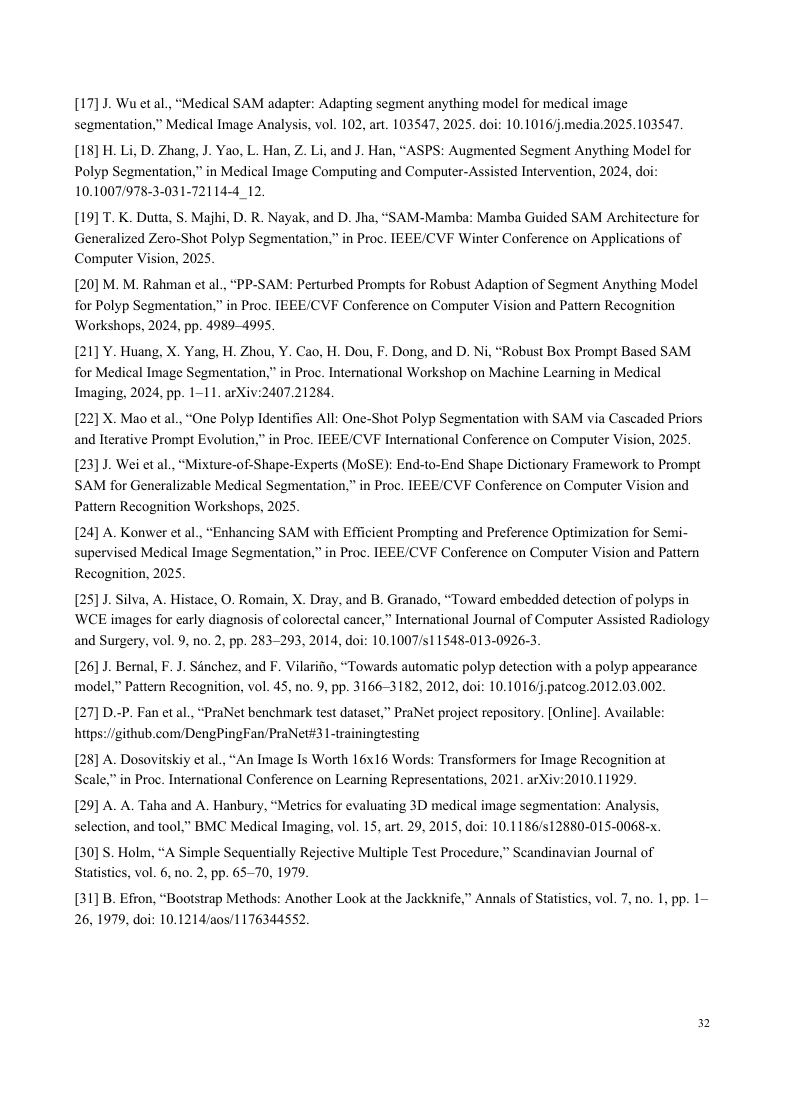 [17] J. Wu et al., “Medical SAM adapter: Adapting segment anything model for medical image
segmentation,” Medical Image Analysis, vol. 102, art. 103547, 2025. doi: 10.1016/j.media.2025.103547.
[18] H. Li, D. Zhang, J. Yao, L. Han, Z. Li, and J. Han, “ASPS: Augmented Segment Anything Model for
Polyp Segmentation,” in Medical Image Computing and Computer-Assisted Intervention, 2024, doi:
10.1007/978-3-031-72114-4_12.
[19] T. K. Dutta, S. Majhi, D. R. Nayak, and D. Jha, “SAM-Mamba: Mamba Guided SAM Architecture for
Generalized Zero-Shot Polyp Segmentation,” in Proc. IEEE/CVF Winter Conference on Applications of
Computer Vision, 2025.
[20] M. M. Rahman et al., “PP-SAM: Perturbed Prompts for Robust Adaption of Segment Anything Model
for Polyp Segmentation,” in Proc. IEEE/CVF Conference on Computer Vision and Pattern Recognition
Workshops, 2024, pp. 4989–4995.
[21] Y. Huang, X. Yang, H. Zhou, Y. Cao, H. Dou, F. Dong, and D. Ni, “Robust Box Prompt Based SAM
for Medical Image Segmentation,” in Proc. International Workshop on Machine Learning in Medical
Imaging, 2024, pp. 1–11. arXiv:2407.21284.
[22] X. Mao et al., “One Polyp Identifies All: One-Shot Polyp Segmentation with SAM via Cascaded Priors
and Iterative Prompt Evolution,” in Proc. IEEE/CVF International Conference on Computer Vision, 2025.
[23] J. Wei et al., “Mixture-of-Shape-Experts (MoSE): End-to-End Shape Dictionary Framework to Prompt
SAM for Generalizable Medical Segmentation,” in Proc. IEEE/CVF Conference on Computer Vision and
Pattern Recognition Workshops, 2025.
[24] A. Konwer et al., “Enhancing SAM with Efficient Prompting and Preference Optimization for Semi-
supervised Medical Image Segmentation,” in Proc. IEEE/CVF Conference on Computer Vision and Pattern
Recognition, 2025.
[25] J. Silva, A. Histace, O. Romain, X. Dray, and B. Granado, “Toward embedded detection of polyps in
WCE images for early diagnosis of colorectal cancer,” International Journal of Computer Assisted Radiology
and Surgery, vol. 9, no. 2, pp. 283–293, 2014, doi: 10.1007/s11548-013-0926-3.
[26] J. Bernal, F. J. Sánchez, and F. Vilariño, “Towards automatic polyp detection with a polyp appearance
model,” Pattern Recognition, vol. 45, no. 9, pp. 3166–3182, 2012, doi: 10.1016/j.patcog.2012.03.002.
[27] D.-P. Fan et al., “PraNet benchmark test dataset,” PraNet project repository. [Online]. Available:
https://github.com/DengPingFan/PraNet#31-trainingtesting
[28] A. Dosovitskiy et al., “An Image Is Worth 16x16 Words: Transformers for Image Recognition at
Scale,” in Proc. International Conference on Learning Representations, 2021. arXiv:2010.11929.
[29] A. A. Taha and A. Hanbury, “Metrics for evaluating 3D medical image segmentation: Analysis,
selection, and tool,” BMC Medical Imaging, vol. 15, art. 29, 2015, doi: 10.1186/s12880-015-0068-x.
[30] S. Holm, “A Simple Sequentially Rejective Multiple Test Procedure,” Scandinavian Journal of
Statistics, vol. 6, no. 2, pp. 65–70, 1979.
[31] B. Efron, “Bootstrap Methods: Another Look at the Jackknife,” Annals of Statistics, vol. 7, no. 1, pp. 1–
26, 1979, doi: 10.1214/aos/1176344552.
32